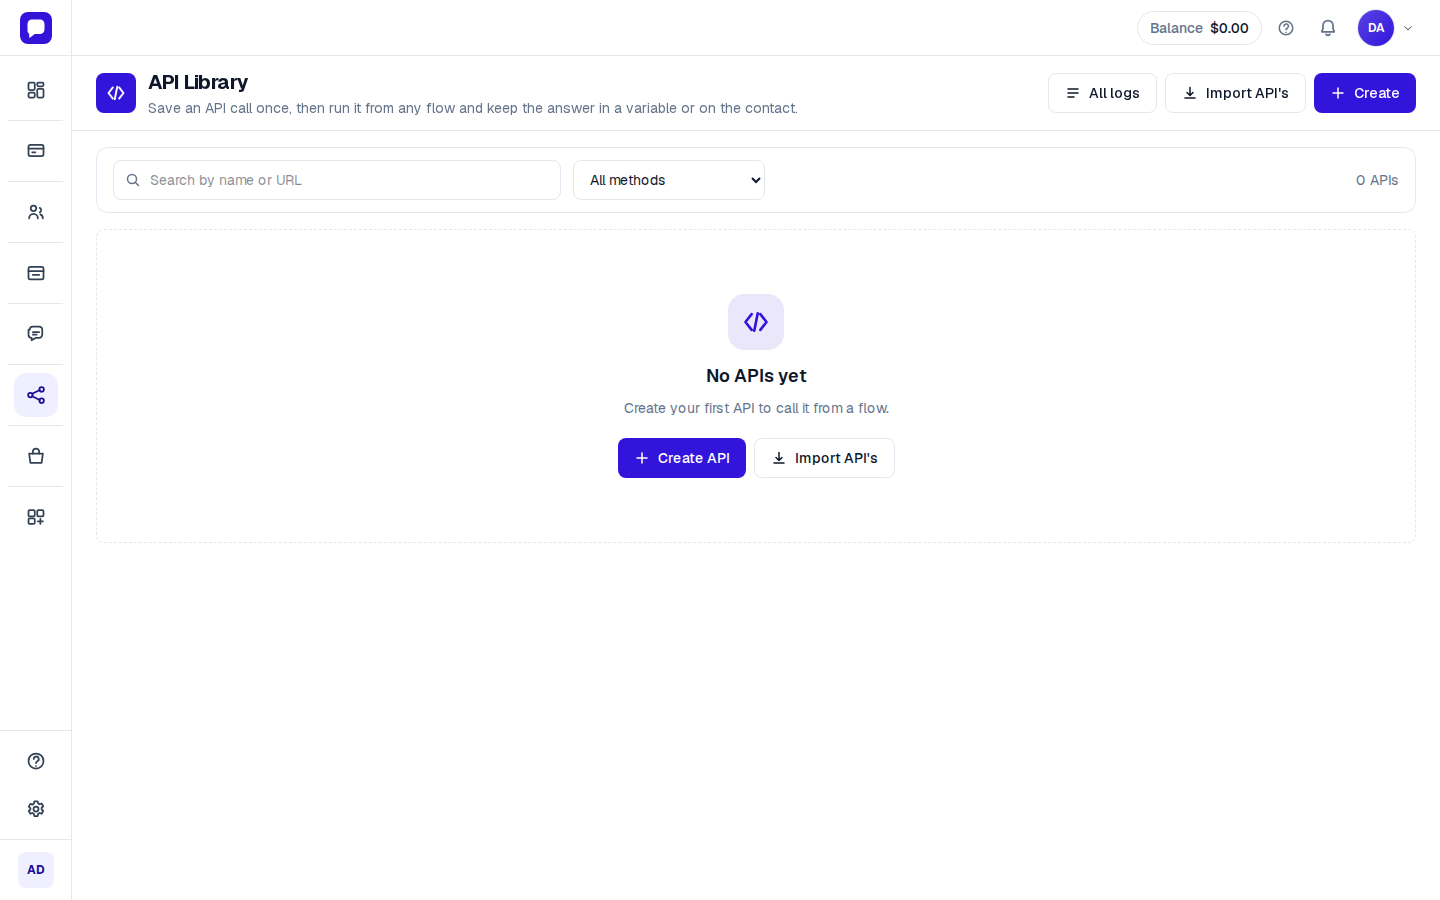 Balance $0.00
DA
API Library
Save an API call once, then run it from any flow and keep the answer in a variable or on the contact.
All logs
Import API's
Create
Search by name or URL
All methods
0 APIs
No APIs yet
Create your first API to call it from a flow.
Create API
Import API's
AD